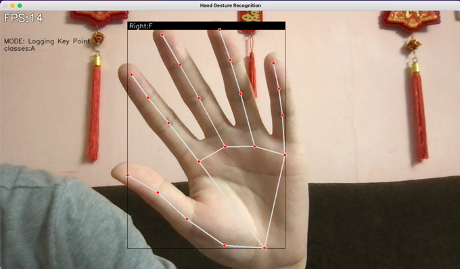 Hand Gesture Recognition
FPS:14
Right:F
MODE: Logging Key Point
classes:A